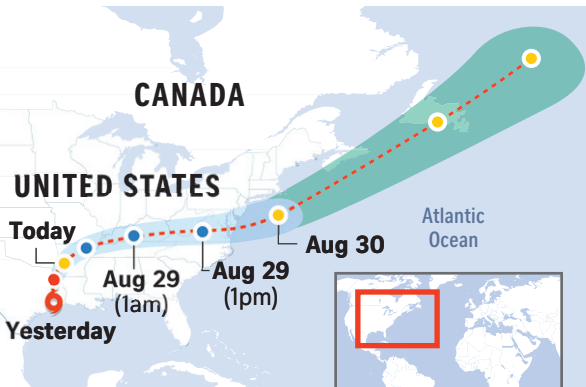 CANADA
UNITED STATES
Today
Atlantic
Ocean
Aug 30
Aug 29
(1am)
Aug 29
(1pm)
Yesterday